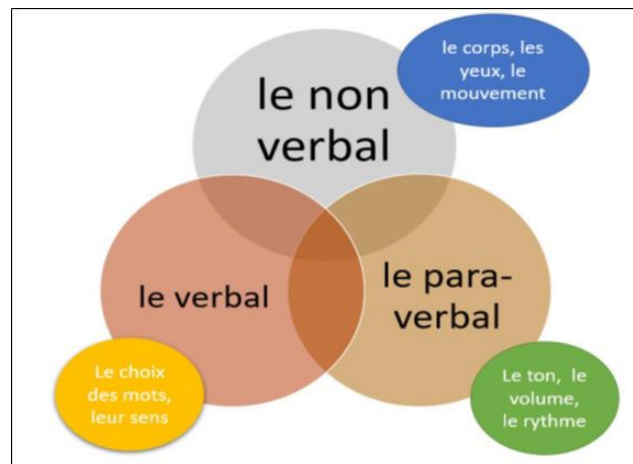 le non
verbal
le corps, les
yeux, le
mouvement
le verbal
le para-
verbal
Le choix
des mots,
leur sens
Le ton,  le
volume,
le rythme